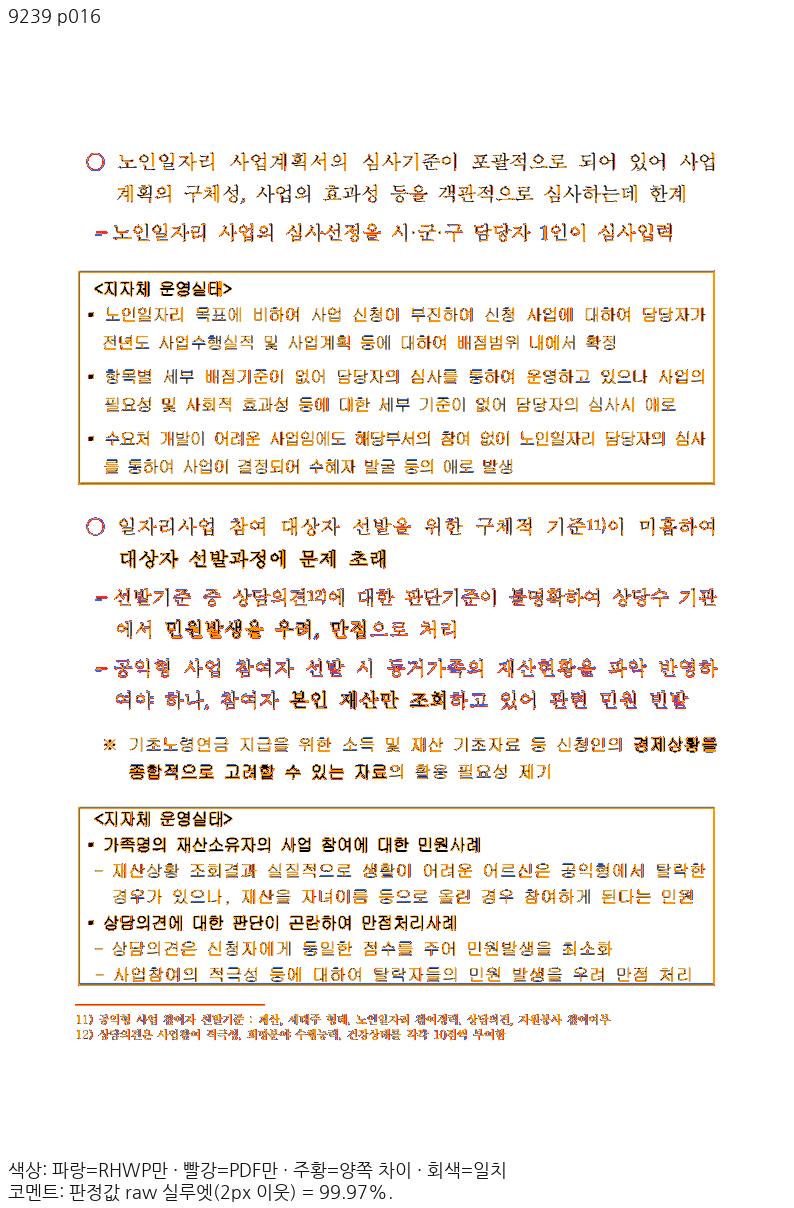 9239 p016
○ 노인일자리 사업계획서의 심사기준이 포괄적으로 되어 있어 사업
계획의 구체성, 사업의 효과성 등을 객관적으로 심사하는데 한계
- 노인일자리 사업의 심사선정을 시·군·구 담당자 1인이 심사입력
<지자체 운영실태>
▪ 노인일자리 목표에 비하여 사업 신청이 부진하여 신청 사업에 대하여 담당자가
전년도 사업수행실적 및 사업계획 등에 대하여 배점범위 내에서 확정
▪ 항목별 세부 배점기준이 없어 담당자의 심사를 통하여 운영하고 있으나 사업의
필요성 및 사회적 효과성 등에 대한 세부 기준이 없어 담당자의 심사시 애로
▪ 수요처 개발이 어려운 사업임에도 해당부서의 참여 없이 노인일자리 담당자의 심사
를 통하여 사업이 결정되어 수혜자 발굴 등의 애로 발생
○ 일자리사업 참여 대상자 선발을 위한 구체적 기준11)이 미흡하여
대상자 선발과정에 문제 초래
- 선발기준 중 상담의견12)에 대한 판단기준이 불명확하여 상당수 기관
에서 민원발생을 우려, 만점으로 처리
- 공익형 사업 참여자 선발 시 동거가족의 재산현황을 파악 반영하
여야 하나, 참여자 본인 재산만 조회하고 있어 관련 민원 빈발
※ 기초노령연금 지급을 위한 소득 및 재산 기초자료 등 신청인의 경제상황를
종합적으로 고려할 수 있는 자료의 활용 필요성 제기
<지자체 운영실태>
▪ 가족명의 재산소유자의 사업 참여에 대한 민원사례
- 재산상황 조회결과 실질적으로 생활이 어려운 어르신은 공익형에서 탈락한
경우가 있으나, 재산을 자녀이름 등으로 올린 경우 참여하게 된다는 민원
▪ 상담의견에 대한 판단이 곤란하여 만점처리사례
- 상담의견은 신청자에게 동일한 점수를 주어 민원발생을 최소화
- 사업참여의 적극성 등에 대하여 탈락자들의 민원 발생을 우려 만점 처리
11) 공익형 사업 참여자 선발기준 : 재산, 세대주 형태, 노인일자리 참여경력, 상담의견, 자원봉사 참여여부
12) 상담의견은 사업참여 적극성, 희망분야 수행능력, 건강상태를 각각 10점씩 부여함
색상: 파랑=RHWP만 · 빨강=PDF만 · 주황=양쪽 차이 · 회색=일치
코멘트: 판정값 raw 실루엣(2px 이웃) = 99.97%.